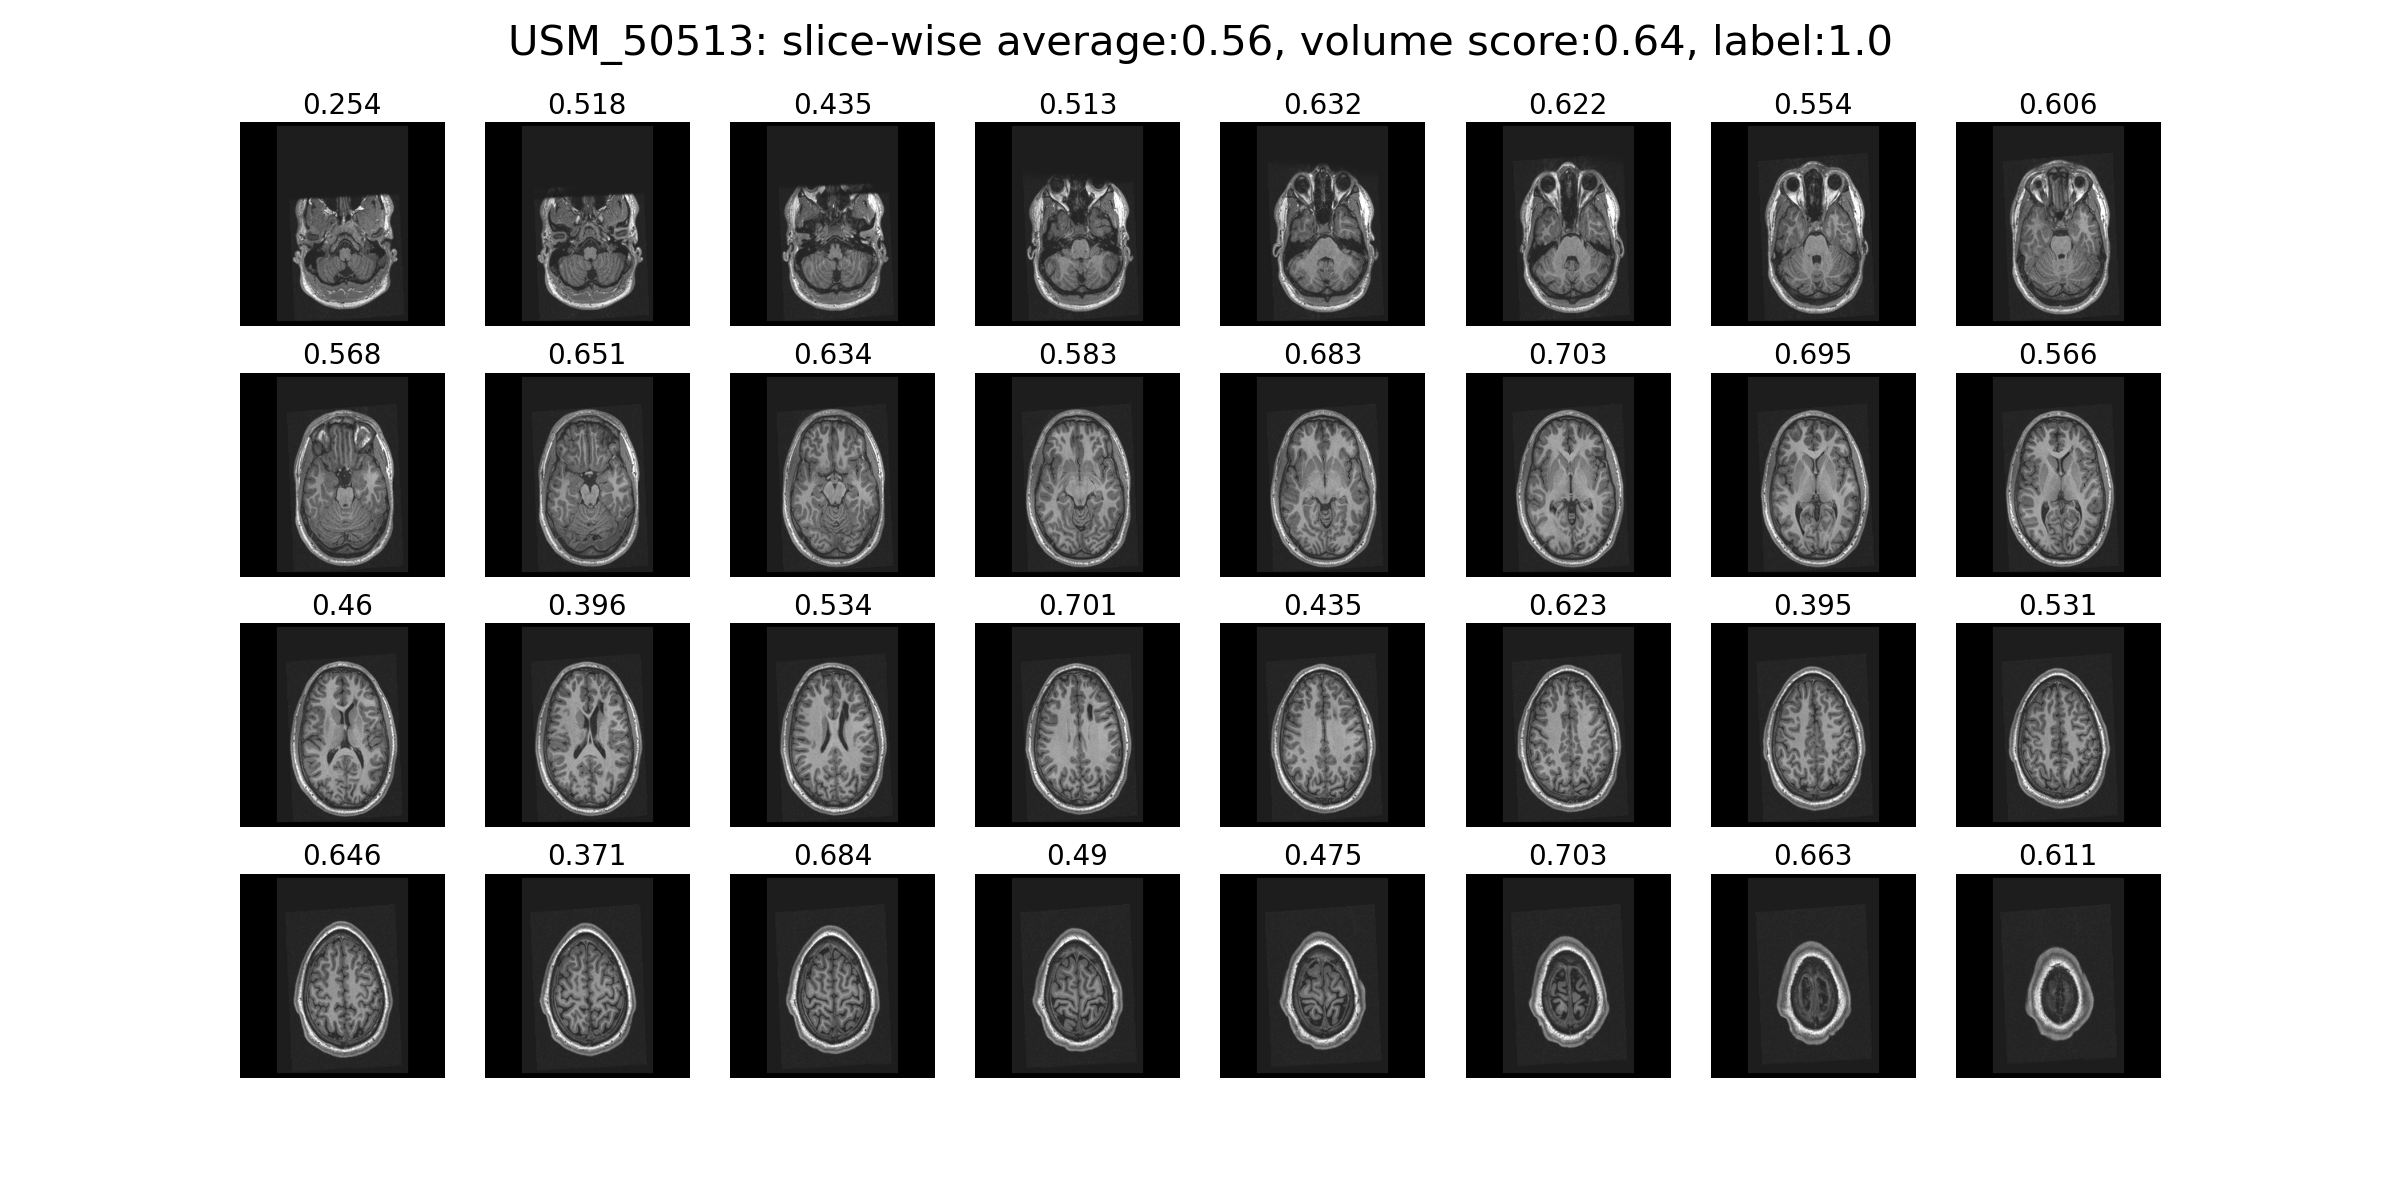 USM_50513: slice-wise average:0.56, volume score:0.64, label:1.0
0.254 0.518 0.435 0.513 0.632 0.622 0.554 0.606
0.568 0.651 0.634 0.583 0.683 0.703 0.695 0.566
0.46 0.396 0.534 0.701 0.435 0.623 0.395 0.531
0.646 0.371 0.684 0.49 0.475 0.703 0.663 0.611